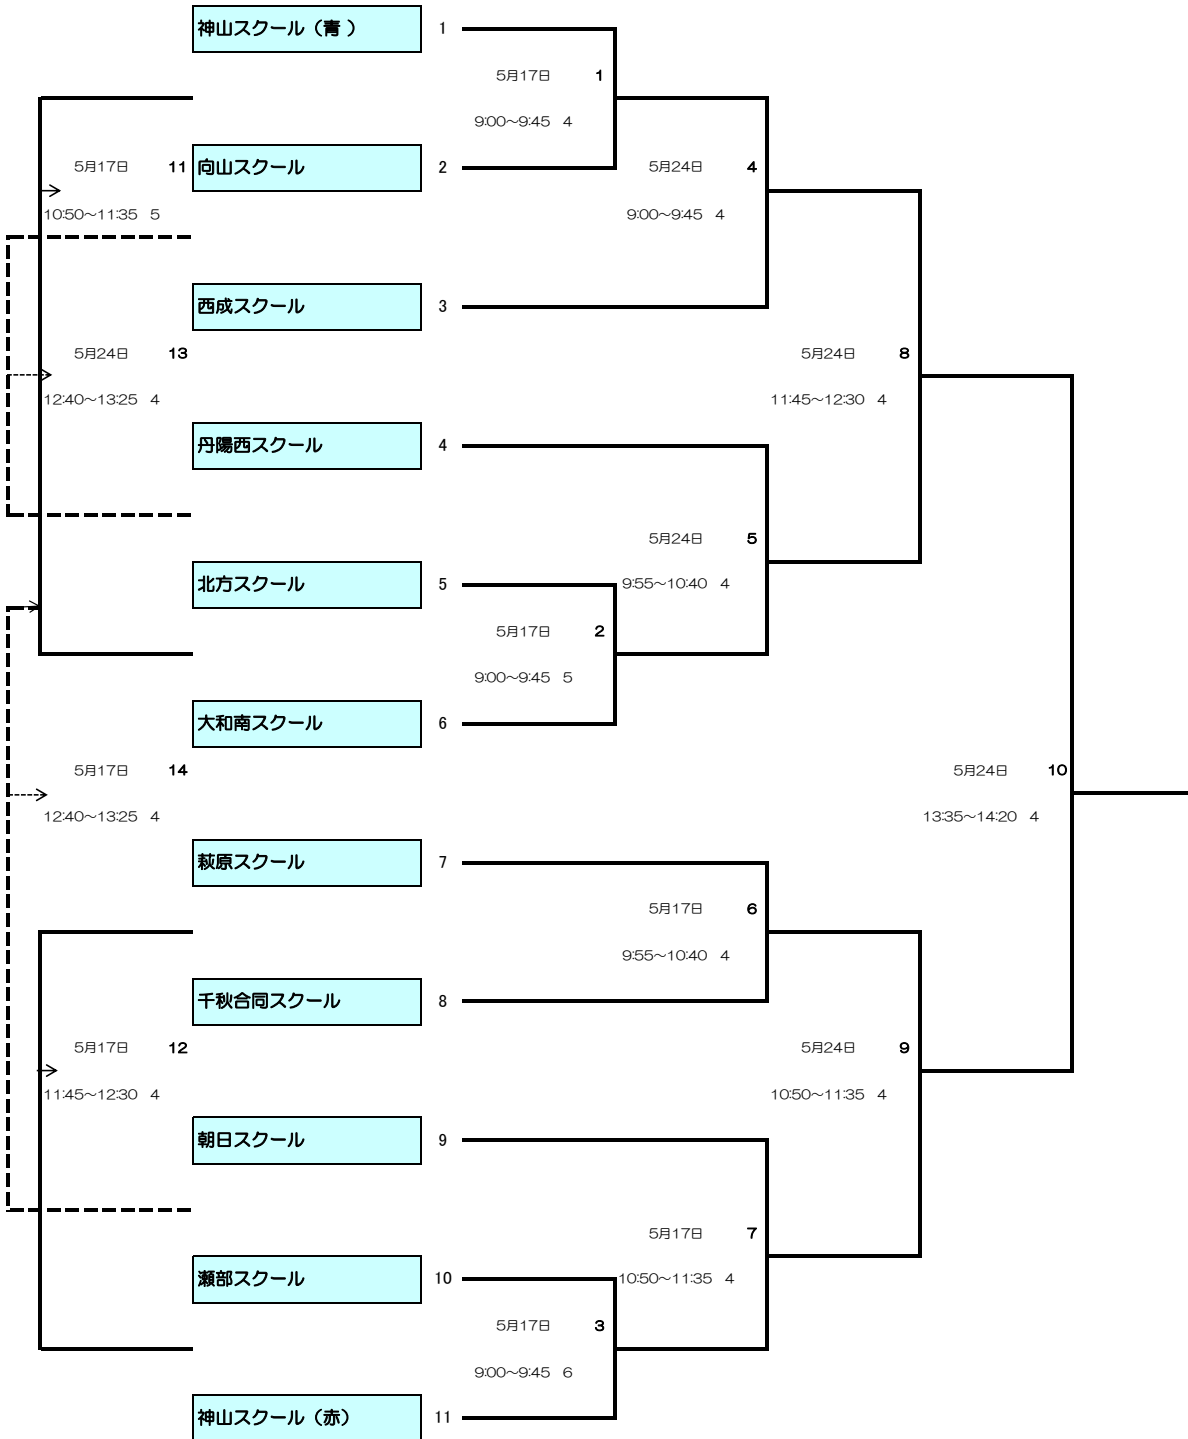 神山スクール（青 ） 1
5月17日 1
9:00～9:45 4
5月17日 11 向山スクール 2 5月24日 4
10:50～11:35 5 9:00～9:45 4
西成スクール 3
5月24日 13 5月24日 8
12:40～13:25 4 11:45～12:30 4
丹陽西スクール 4
5月24日 5
北方スクール 5 9:55～10:40 4
5月17日 2
9:00～9:45 5
大和南スクール 6
5月17日 14 5月24日 10
12:40～13:25 4 13:35～14:20 4
萩原スクール 7
5月17日 6
9:55～10:40 4
千秋合同スクール 8
5月17日 12 5月24日 9
11:45～12:30 4 10:50～11:35 4
朝日スクール 9
5月17日 7
瀬部スクール 10 10:50～11:35 4
5月17日 3
9:00～9:45 6
神山スクール（赤） 11